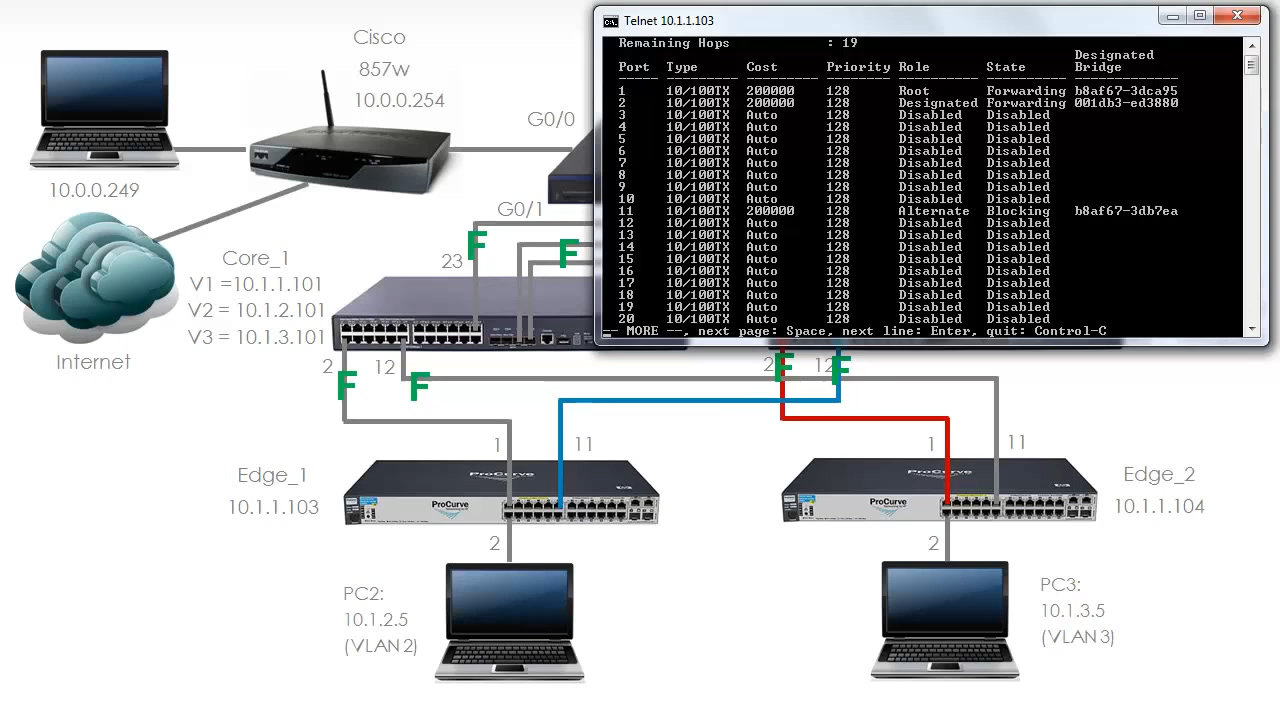 Cisco
857w
10.0.0.254
10.0.0.249
Internet
G0/0
G0/1
Core_1
V1 =10.1.1.101
V2 = 10.1.2.101
V3 = 10.1.3.101
23
F
F
2
12
F
F
2
12
F
F
Telnet 10.1.1.103
Remaining Hops : 19
Designated
Port Type Cost Priority Role State Bridge
1 10/100TX 200000 128 Root Forwarding b8af67-3dca95
2 10/100TX 200000 128 Designated Forwarding 001db3-ed3880
3 10/100TX Auto 128 Disabled Disabled
4 10/100TX Auto 128 Disabled Disabled
5 10/100TX Auto 128 Disabled Disabled
6 10/100TX Auto 128 Disabled Disabled
7 10/100TX Auto 128 Disabled Disabled
8 10/100TX Auto 128 Disabled Disabled
9 10/100TX Auto 128 Disabled Disabled
10 10/100TX Auto 128 Disabled Disabled
11 10/100TX 200000 128 Alternate Blocking b8af67-3db7ea
12 10/100TX Auto 128 Disabled Disabled
13 10/100TX Auto 128 Disabled Disabled
14 10/100TX Auto 128 Disabled Disabled
15 10/100TX Auto 128 Disabled Disabled
16 10/100TX Auto 128 Disabled Disabled
17 10/100TX Auto 128 Disabled Disabled
18 10/100TX Auto 128 Disabled Disabled
19 10/100TX Auto 128 Disabled Disabled
20 10/100TX Auto 128 Disabled Disabled
-- MORE --, next page: Space, next line: Enter, quit: Control-C
1
11
Edge_1
10.1.1.103
ProCurve
ProCurve
2
PC2:
10.1.2.5
(VLAN 2)
1
11
Edge_2
10.1.1.104
ProCurve
ProCurve
2
PC3:
10.1.3.5
(VLAN 3)